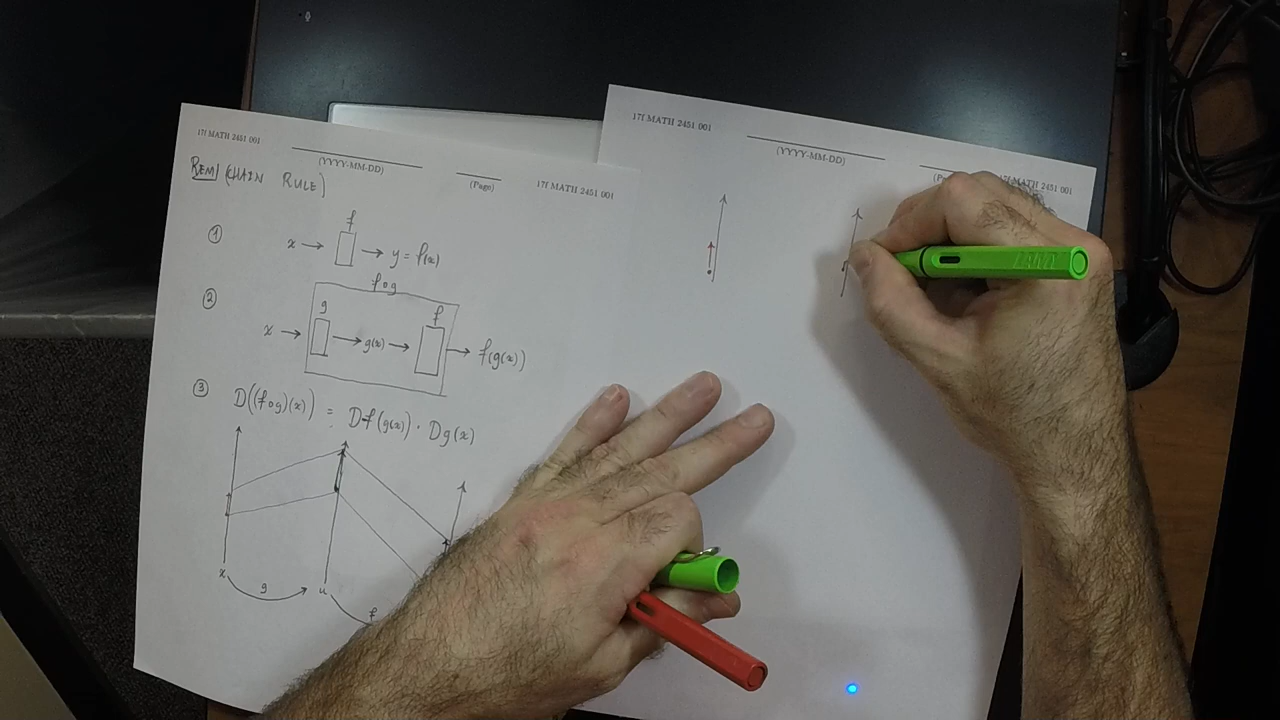 17f MATH 2451 001
(YYYY-MM-DD)
(Page)
17f MATH 2451 001
REM (CHAIN RULE)
①
f
x → → y = f(x)
②
f∘g
g
f
x → → g(x) → → f(g(x))
③ D((f∘g)(x)) = Df(g(x)) · Dg(x)
x
g
u
f
17f MATH 2451 001
(YYYY-MM-DD)
17f MATH 2451 001
LAMY